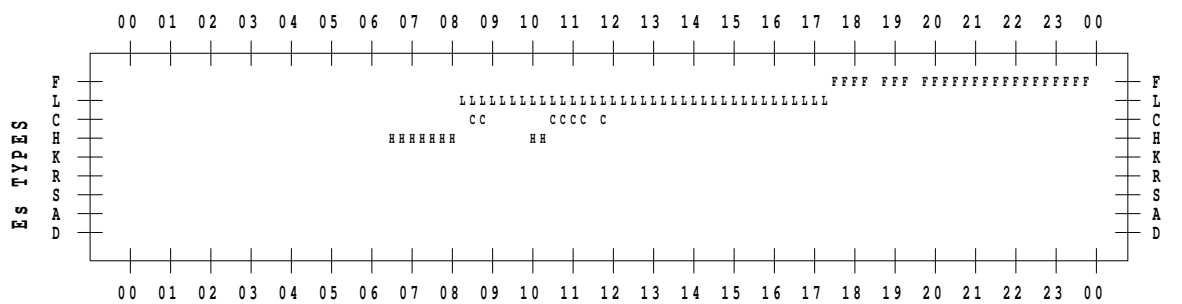 00 01 02 03 04 05 06 07 08 09 10 11 12 13 14 15 16 17 18 19 20 21 22 23 00
Es TYPES
F FFFF FFF FFFFFFFFFFFFFFFFF F
L LLLLLLLLLLLLLLLLLLLLLLLLLLLLLLLLLLLLL L
C CC CCCC C C
H HHHHHHH HH H
K K
R R
S S
A A
D D
00 01 02 03 04 05 06 07 08 09 10 11 12 13 14 15 16 17 18 19 20 21 22 23 00